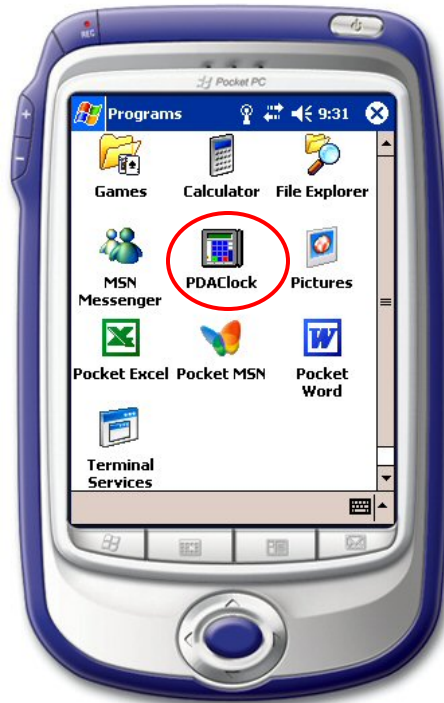 REC
Pocket PC
Programs 9:31
Games Calculator File Explorer
MSN Messenger PDAClock Pictures
Pocket Excel Pocket MSN Pocket Word
Terminal Services